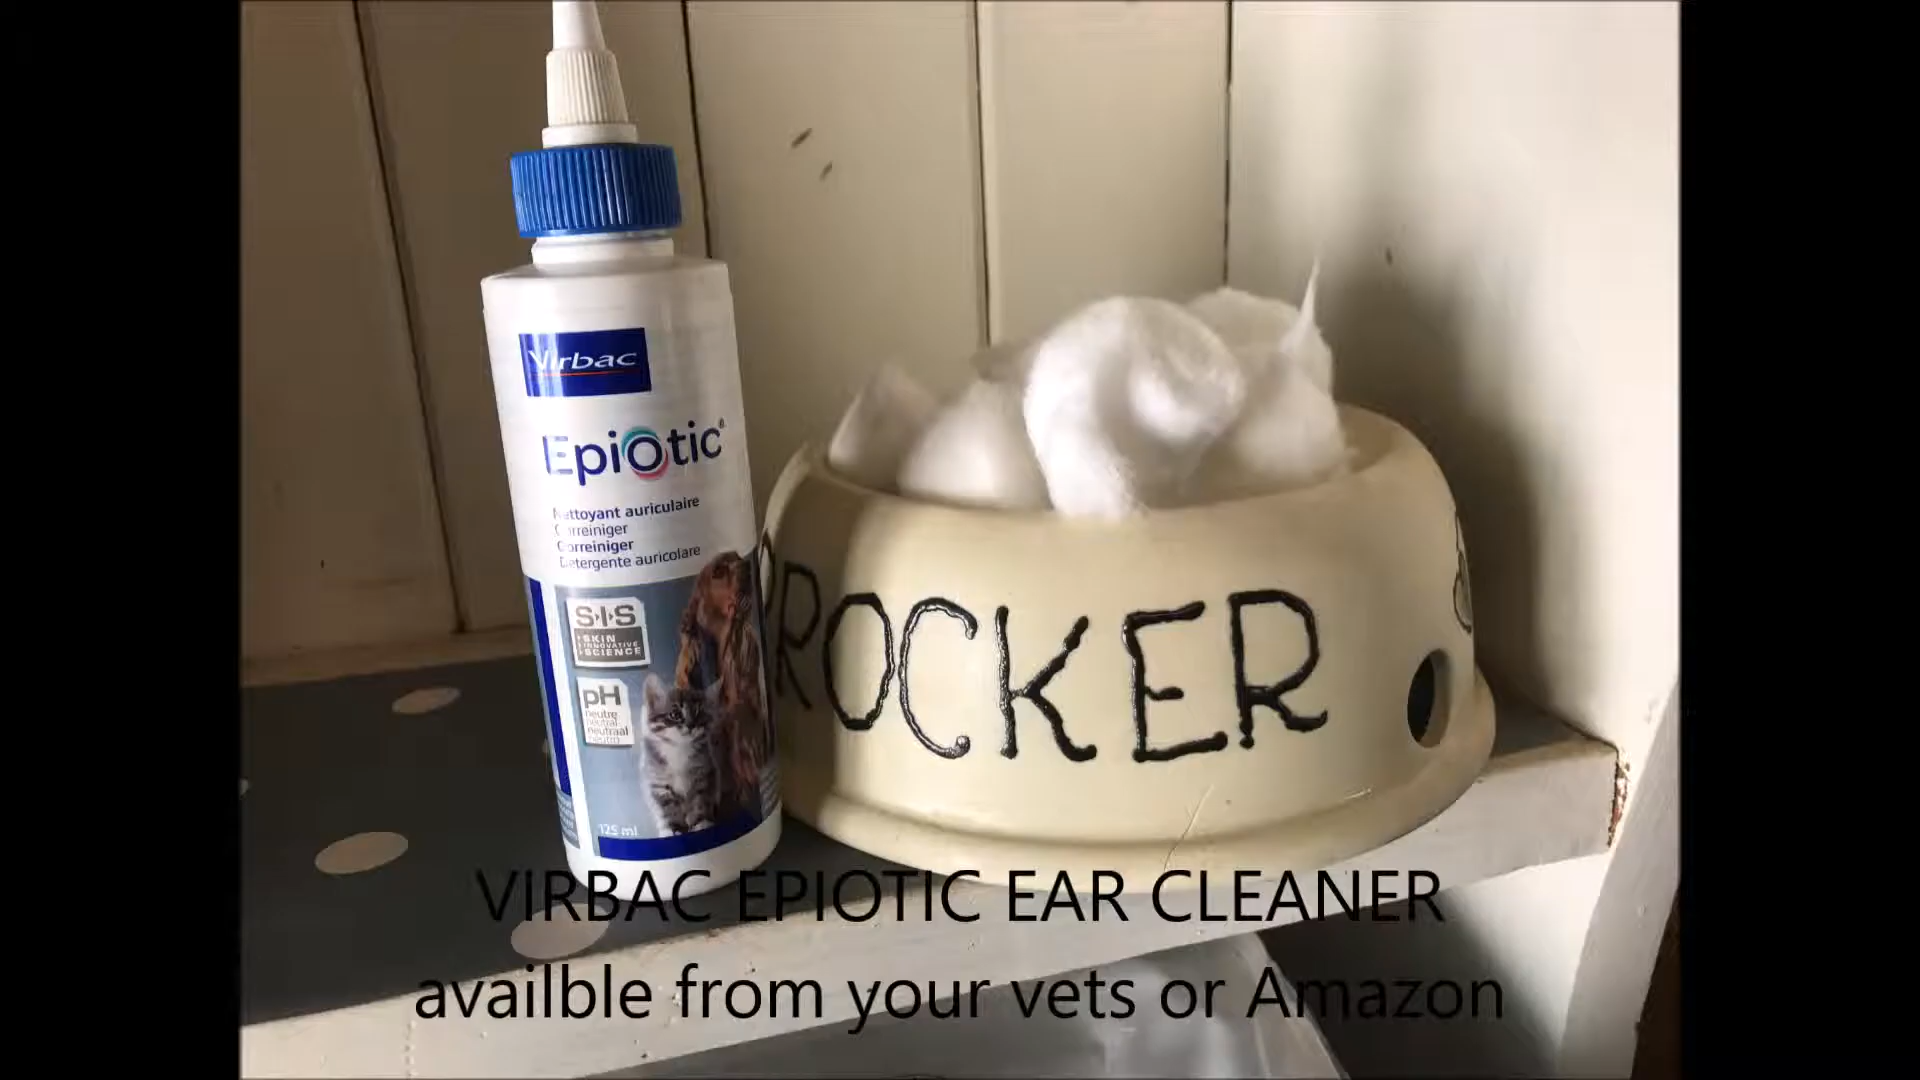 Virbac
EpiOtic®
Nettoyant auriculaire
Oorreiniger
Ohrreiniger
Detergente auricolare
S·I·S
SKIN
INNOVATIVE
SCIENCE
pH
neutre
neutral
neutraal
neutro
125 ml
ROCKER
VIRBAC EPIOTIC EAR CLEANER
availble from your vets or Amazon